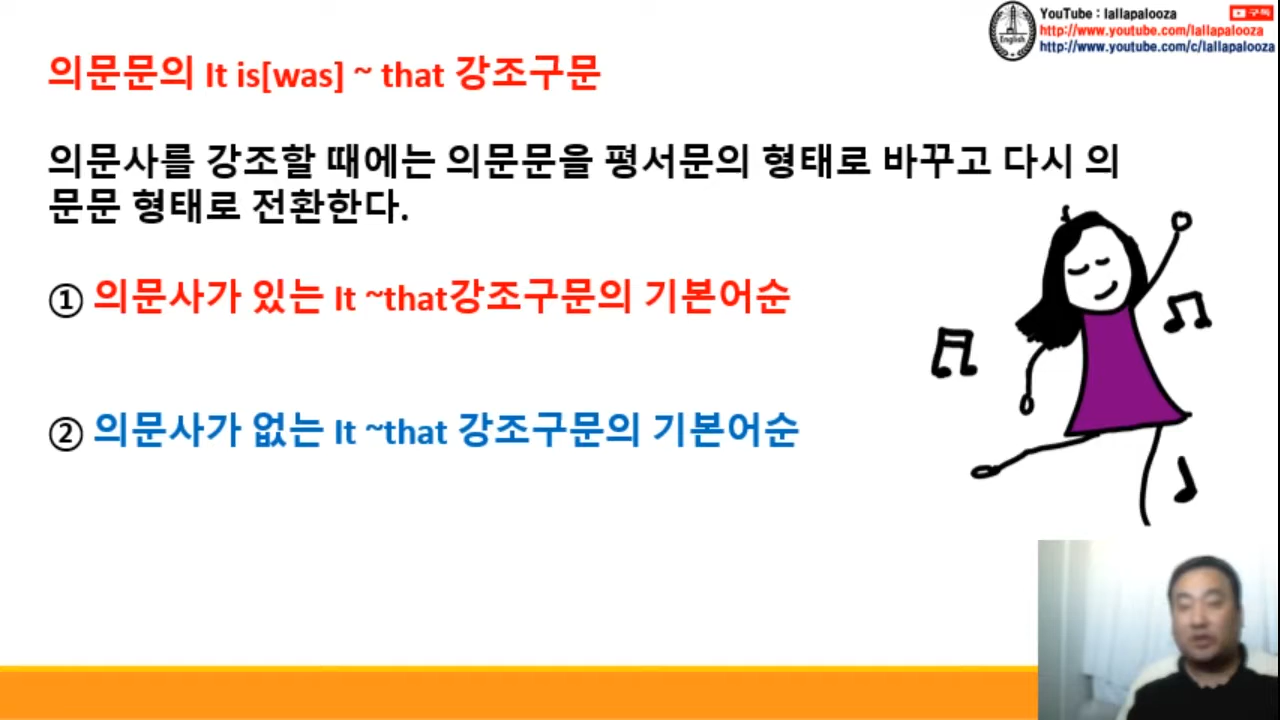 YouTube : lallapalooza
구독
http://www.youtube.com/lallapalooza
http://www.youtube.com/c/lallapalooza
English
의문문의 It is[was] ~ that 강조구문
의문사를 강조할 때에는 의문문을 평서문의 형태로 바꾸고 다시 의
문문 형태로 전환한다.
① 의문사가 있는 It ~that강조구문의 기본어순
② 의문사가 없는 It ~that 강조구문의 기본어순